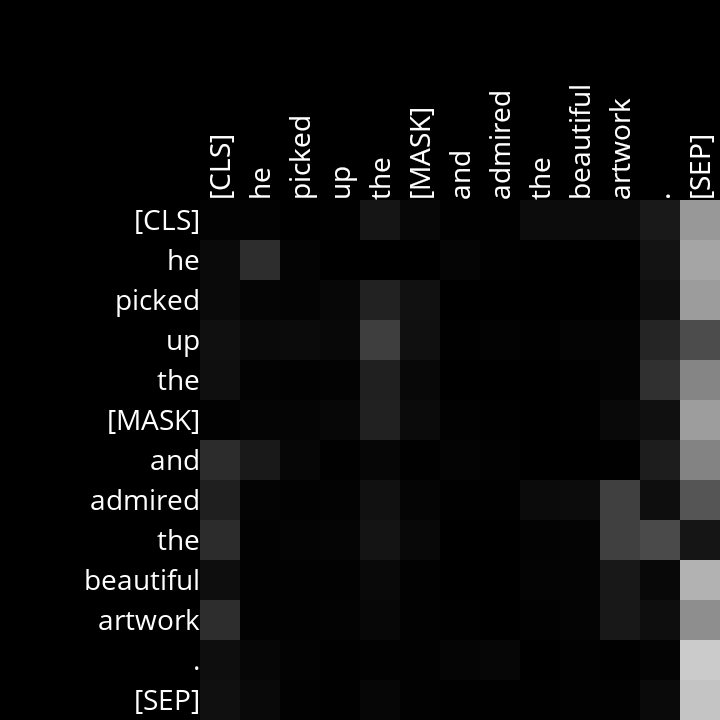 [CLS] he picked up the [MASK] and admired the beautiful artwork . [SEP]
[CLS]
he
picked
up
the
[MASK]
and
admired
the
beautiful
artwork
.
[SEP]